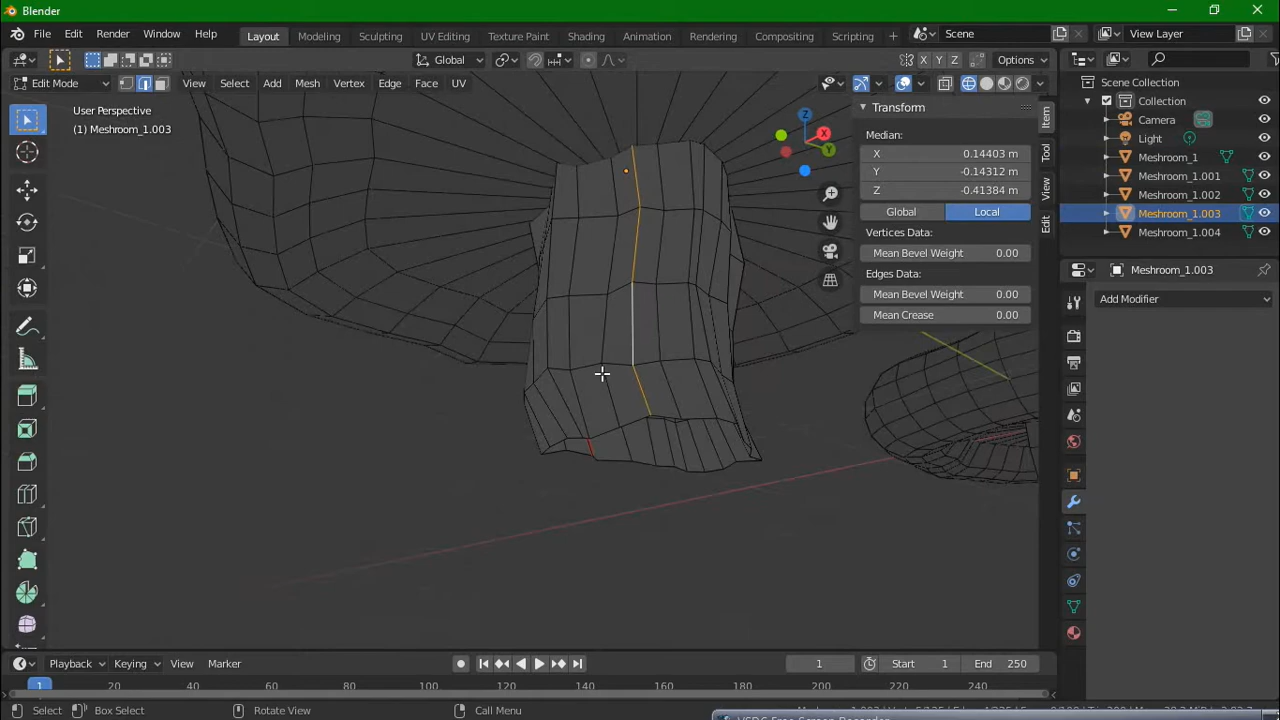 Blender
File Edit Render Window Help Layout Modeling Sculpting UV Editing Texture Paint Shading Animation Rendering Compositing Scripting + Scene View Layer
Global X Y Z Options
Edit Mode View Select Add Mesh Vertex Edge Face UV
User Perspective
(1) Meshroom_1.003
Z X Y
Transform
Median:
X 0.14403 m
Y -0.14312 m
Z -0.41384 m
Global Local
Vertices Data:
Mean Bevel Weight 0.00
Edges Data:
Mean Bevel Weight 0.00
Mean Crease 0.00
Item
Tool
View
Edit
Scene Collection
Collection
Camera
Light
Meshroom_1
Meshroom_1.001
Meshroom_1.002
Meshroom_1.003
Meshroom_1.004
Meshroom_1.003
Add Modifier
Playback Keying View Marker 1 Start 1 End 250
1 20 40 60 80 100 120 140 160 180 200 220 240
Select Box Select Rotate View Call Menu